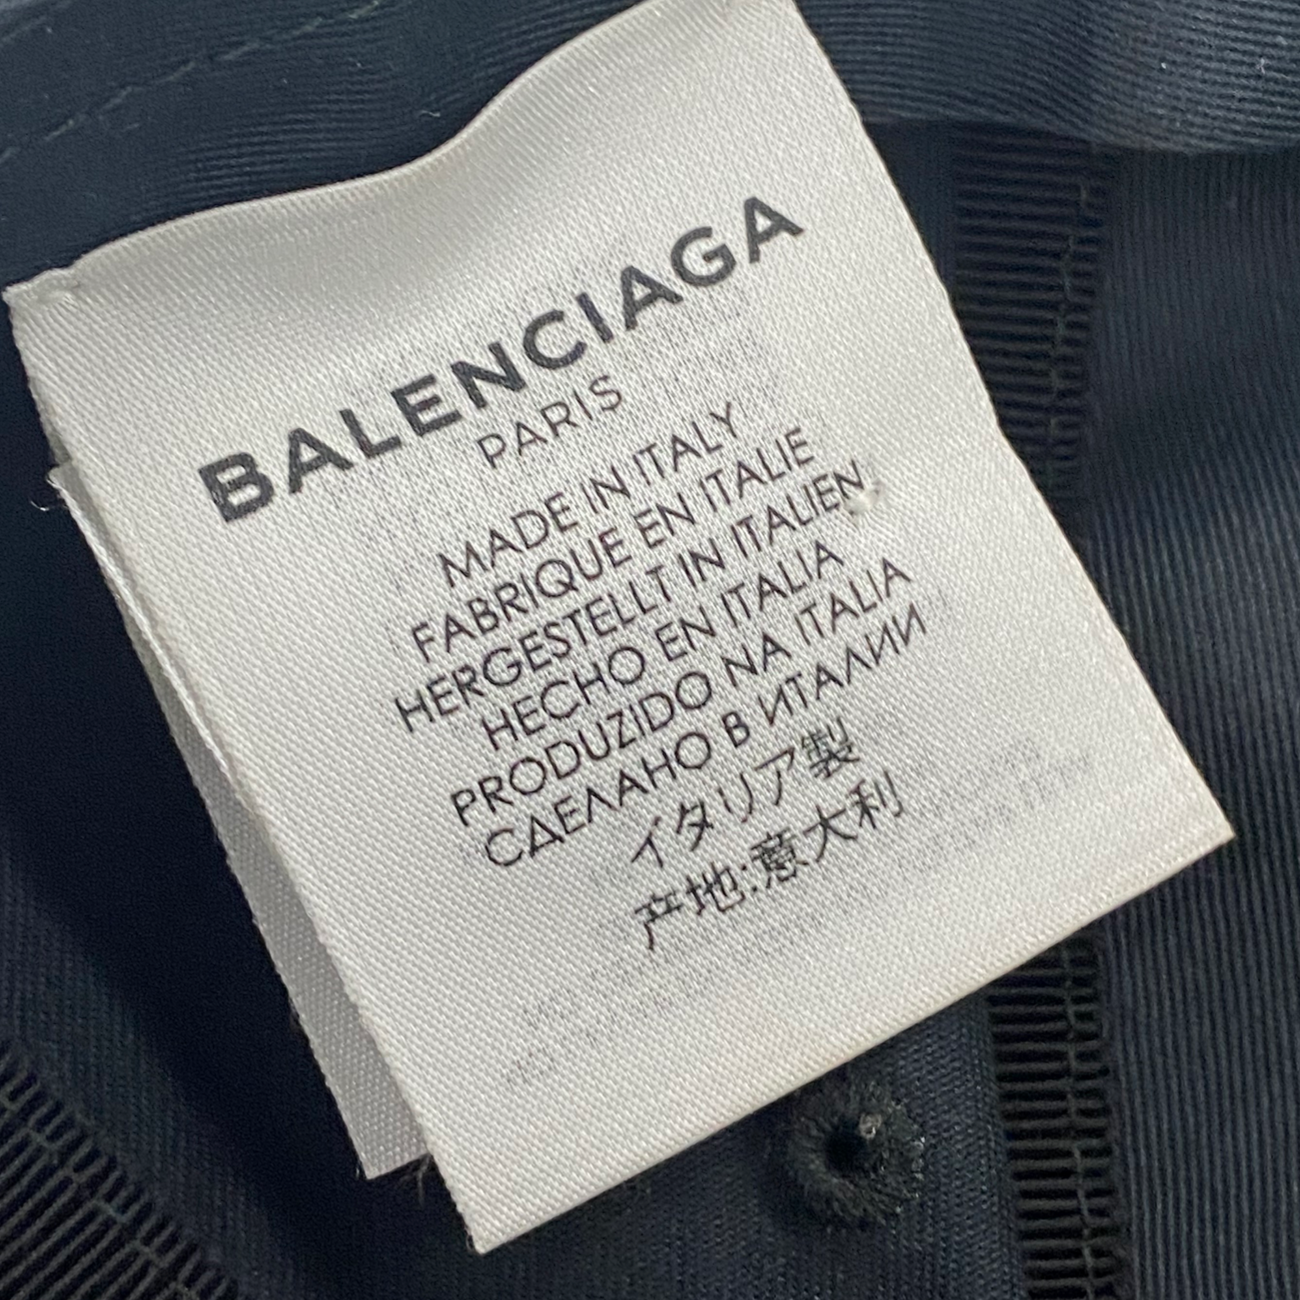 BALENCIAGA
PARIS
MADE IN ITALY
FABRIQUE EN ITALIE
HERGESTELLT IN ITALIEN
HECHO EN ITALIA
PRODUZIDO NA ITALIA
СДЕЛАНО В ИТАЛИИ
イタリア製
产地:意大利